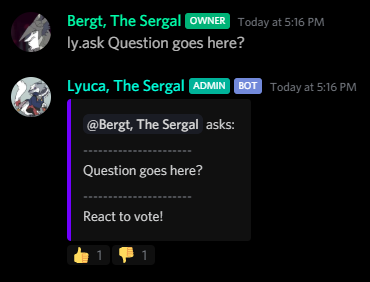 Bergt, The Sergal OWNER Today at 5:16 PM
ly.ask Question goes here?
Lyuca, The Sergal ADMIN BOT Today at 5:16 PM
@Bergt, The Sergal asks:
----------------------
Question goes here?
----------------------
React to vote!
👍 1 👎 1